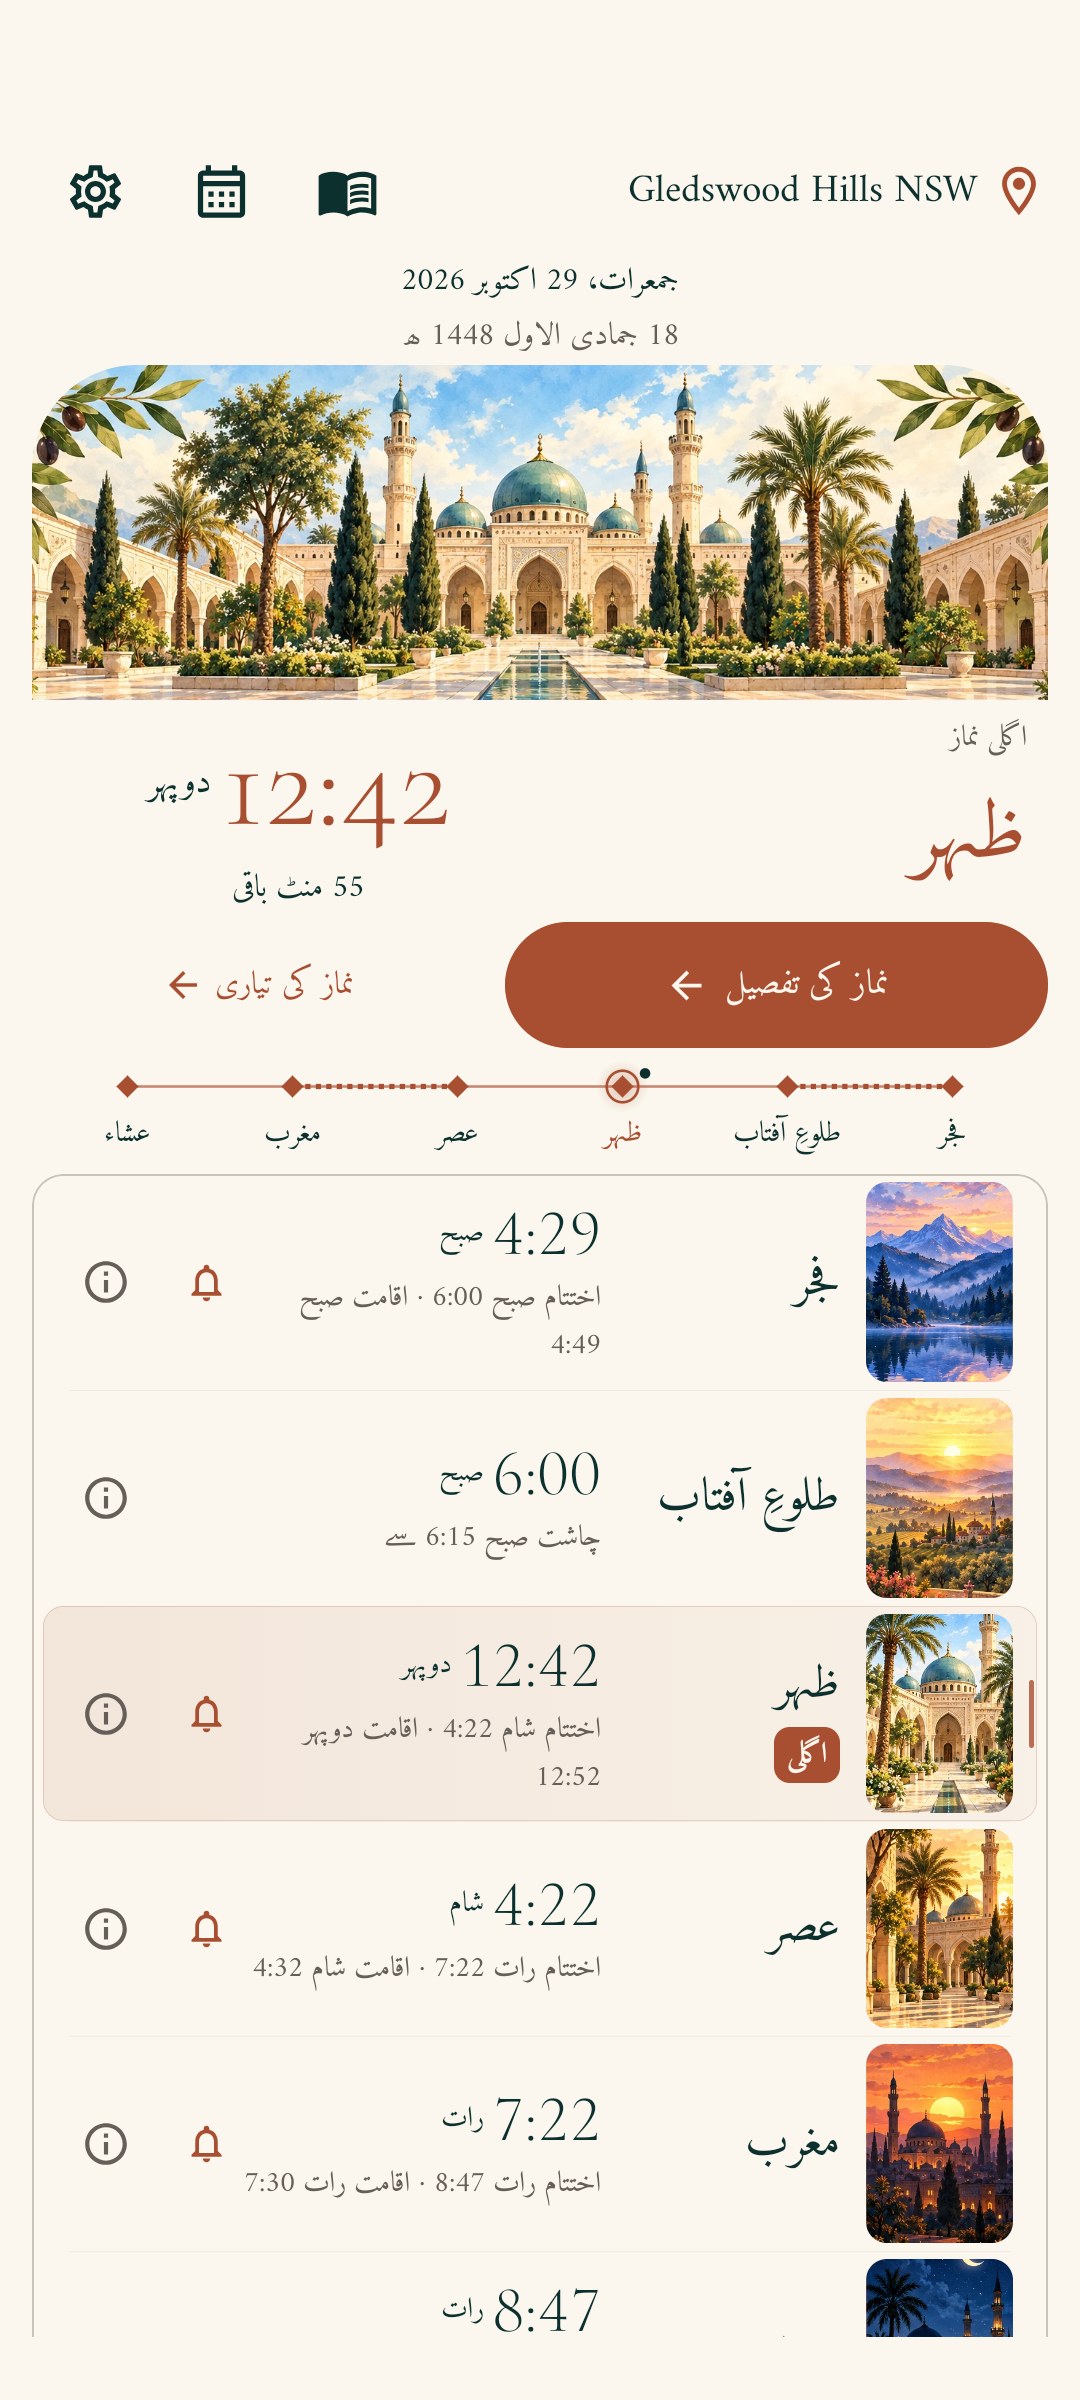 Gledswood Hills NSW
جمعرات، 29 اکتوبر 2026
18 جمادی الاول 1448 ھ
اگلی نماز
ظہر
12:42 دوپہر
55 منٹ باقی
نماز کی تفصیل
نماز کی تیاری
فجر
طلوعِ آفتاب
ظہر
عصر
مغرب
عشاء
فجر
4:29 صبح
اختتام صبح 6:00 · اقامت صبح
4:49
طلوعِ آفتاب
6:00 صبح
چاشت صبح 6:15 سے
ظہر
اگلی
12:42 دوپہر
اختتام شام 4:22 · اقامت دوپہر
12:52
عصر
4:22 شام
اختتام رات 7:22 · اقامت شام 4:32
مغرب
7:22 رات
اختتام رات 8:47 · اقامت رات 7:30
8:47 رات